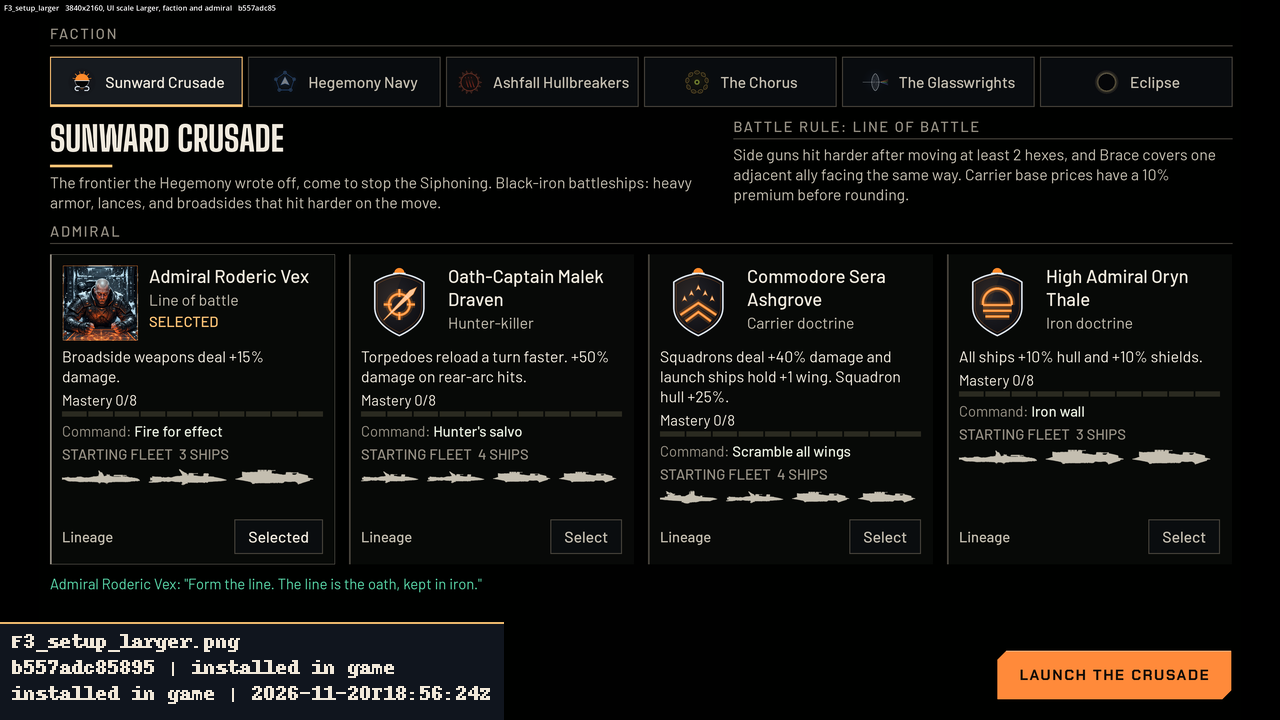 F3_setup_larger 3840x2160, UI scale Larger, faction and admiral b557adc85
FACTION
Sunward Crusade
Hegemony Navy
Ashfall Hullbreakers
The Chorus
The Glasswrights
Eclipse
SUNWARD CRUSADE
The frontier the Hegemony wrote off, come to stop the Siphoning. Black-iron battleships: heavy
armor, lances, and broadsides that hit harder on the move.
BATTLE RULE: LINE OF BATTLE
Side guns hit harder after moving at least 2 hexes, and Brace covers one
adjacent ally facing the same way. Carrier base prices have a 10%
premium before rounding.
ADMIRAL
Admiral Roderic Vex
Line of battle
SELECTED
Broadside weapons deal +15%
damage.
Mastery 0/8
Command: Fire for effect
STARTING FLEET 3 SHIPS
Lineage
Selected
Oath-Captain Malek
Draven
Hunter-killer
Torpedoes reload a turn faster. +50%
damage on rear-arc hits.
Mastery 0/8
Command: Hunter's salvo
STARTING FLEET 4 SHIPS
Lineage
Select
Commodore Sera
Ashgrove
Carrier doctrine
Squadrons deal +40% damage and
launch ships hold +1 wing. Squadron
hull +25%.
Mastery 0/8
Command: Scramble all wings
STARTING FLEET 4 SHIPS
Lineage
Select
High Admiral Oryn
Thale
Iron doctrine
All ships +10% hull and +10% shields.
Mastery 0/8
Command: Iron wall
STARTING FLEET 3 SHIPS
Lineage
Select
Admiral Roderic Vex: "Form the line. The line is the oath, kept in iron."
F3_setup_larger.png
b557adc85895 | installed in game
installed in game | 2026-11-20T18:56:24Z
LAUNCH THE CRUSADE